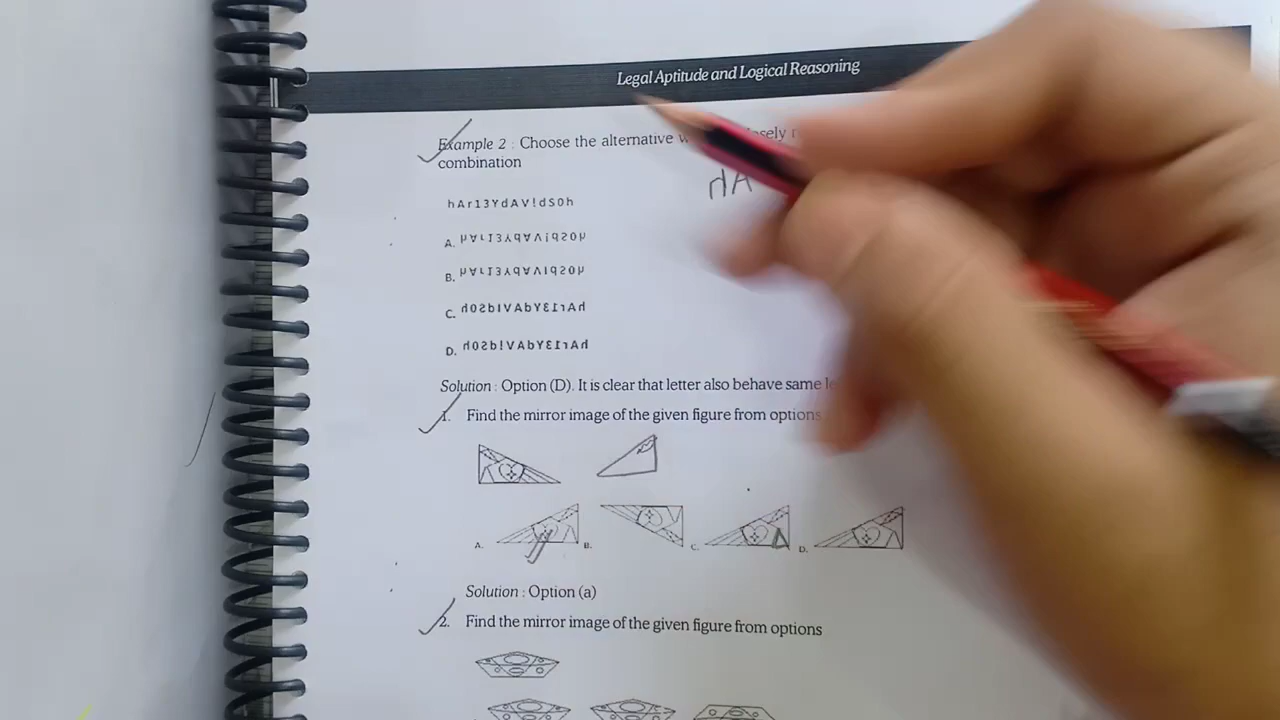 Legal Aptitude and Logical Reasoning
Example 2 : Choose the alternative
combination
hAr13YdAV!dS0h
A.
B.
C.
D.
Solution : Option (D). It is clear that letter also behave same
1. Find the mirror image of the given figure from options.
A. B. C. D.
Solution : Option (a)
2. Find the mirror image of the given figure from options